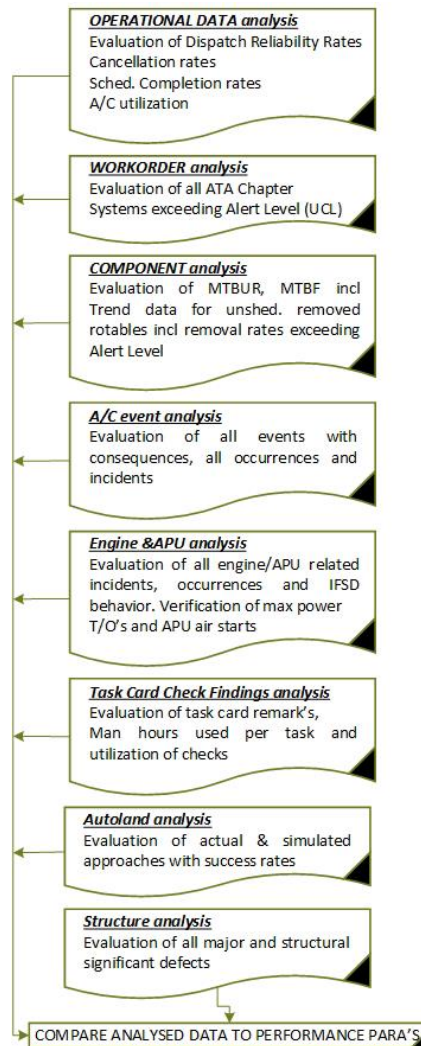 OPERATIONAL DATA analysis
Evaluation of Dispatch Reliability Rates
Cancellation rates
Sched. Completion rates
A/C utilization
WORKORDER analysis
Evaluation of all ATA Chapter
Systems exceeding Alert Level (UCL)
COMPONENT analysis
Evaluation of MTBUR, MTBF incl
Trend data for unshed. removed
rotables incl removal rates exceeding
Alert Level
A/C event analysis
Evaluation of all events with
consequences, all occurrences and
incidents
Engine &APU analysis
Evaluation of all engine/APU related
incidents, occurrences and IFSD
behavior. Verification of max power
T/O's and APU air starts
Task Card Check Findings analysis
Evaluation of task card remark's,
Man hours used per task and
utilization of checks
Autoland analysis
Evaluation of actual & simulated
approaches with success rates
Structure analysis
Evaluation of all major and structural
significant defects
COMPARE ANALYSED DATA TO PERFORMANCE PARA'S